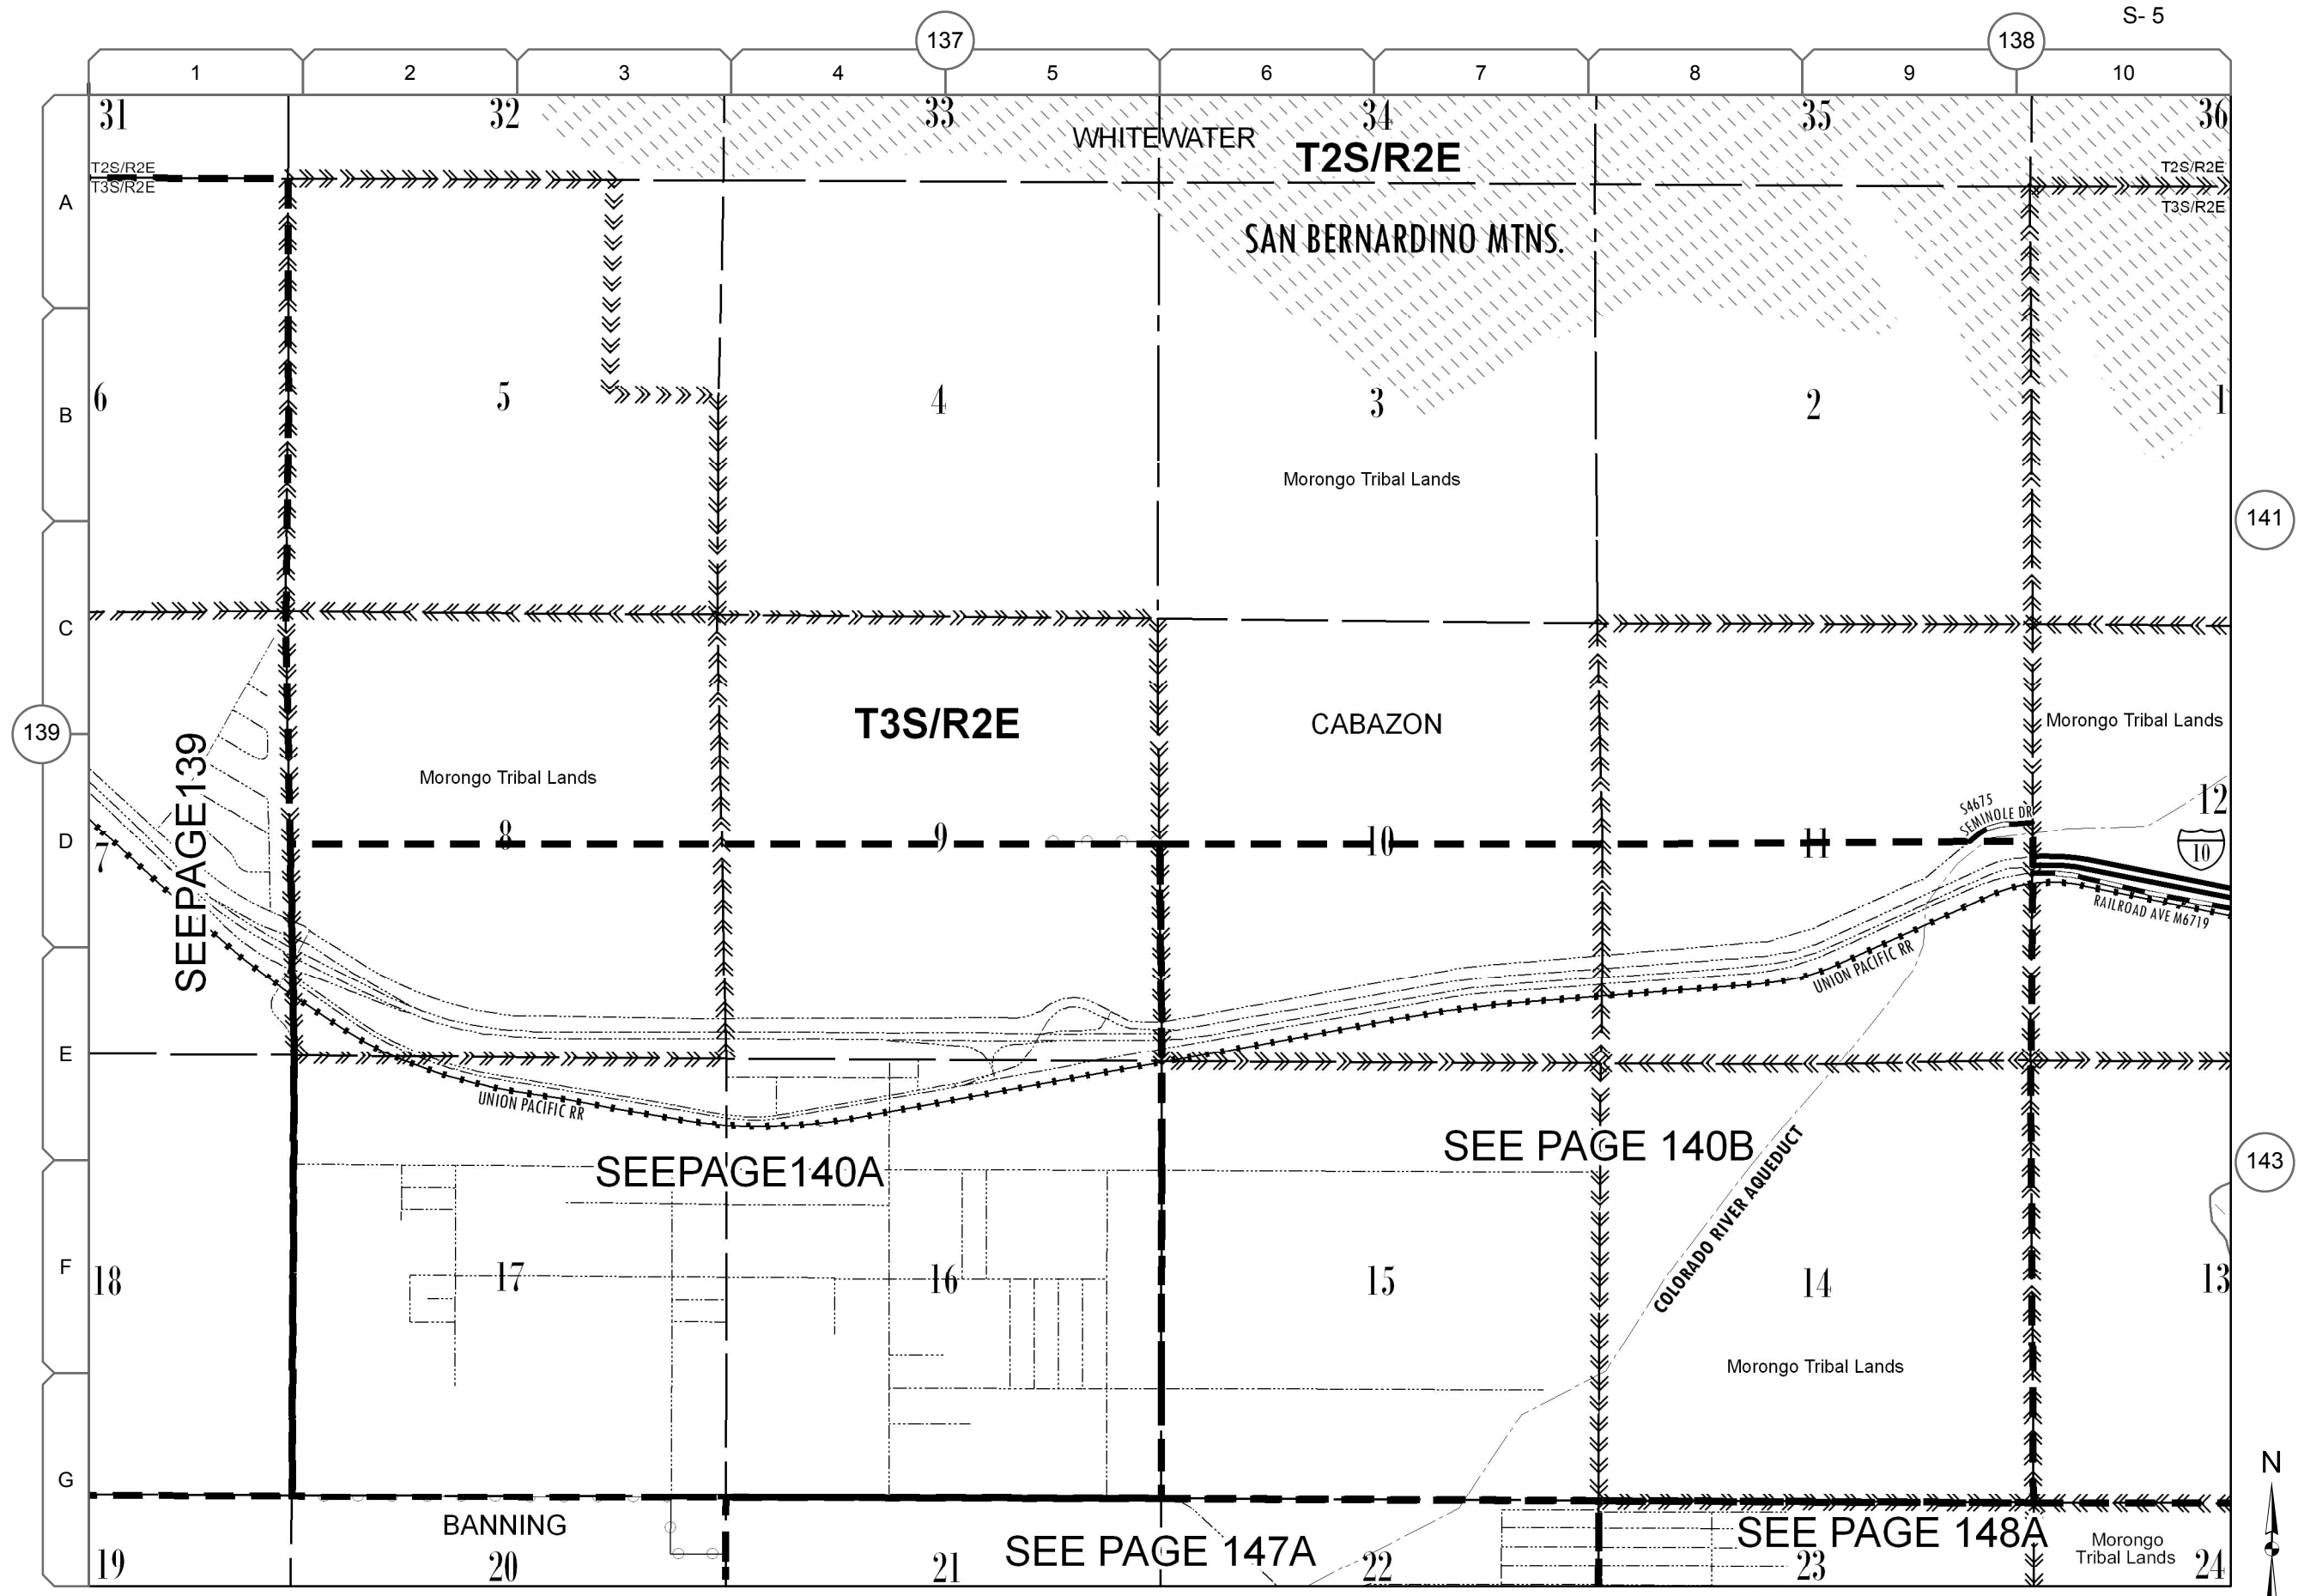 S- 5
137
138
1
2
3
4
5
6
7
8
9
10
31
32
33
34
35
36
WHITEWATER
T2S/R2E
T2S/R2E
T3S/R2E
T2S/R2E
T3S/R2E
A
SAN BERNARDINO MTNS.
6
5
4
3
2
1
B
Morongo Tribal Lands
141
C
139
T3S/R2E
CABAZON
Morongo Tribal Lands
Morongo Tribal Lands
SEEPAGE139
S4675
SEMINOLE DR
D
7
8
9
10
11
12
10
RAILROAD AVE M6719
UNION PACIFIC RR
E
UNION PACIFIC RR
SEEPAGE140A
SEE PAGE 140B
COLORADO RIVER AQUEDUCT
143
F
18
17
16
15
14
13
Morongo Tribal Lands
G
N
BANNING
SEE PAGE 147A
SEE PAGE 148A
Morongo
Tribal Lands
19
20
21
22
23
24